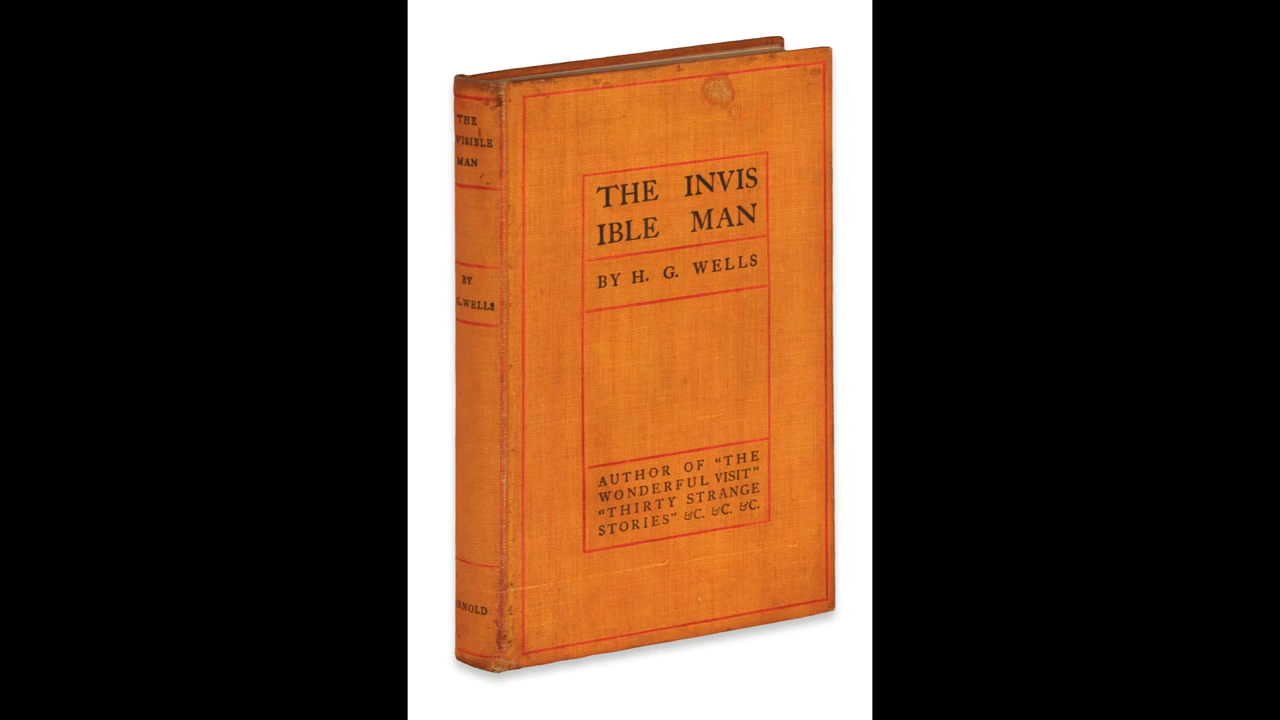 THE
VISIBLE
MAN
BY
G. WELLS
RNOLD
THE INVIS
IBLE MAN
BY H. G. WELLS
AUTHOR OF "THE
WONDERFUL VISIT"
"THIRTY STRANGE
STORIES" &C. &C. &C.